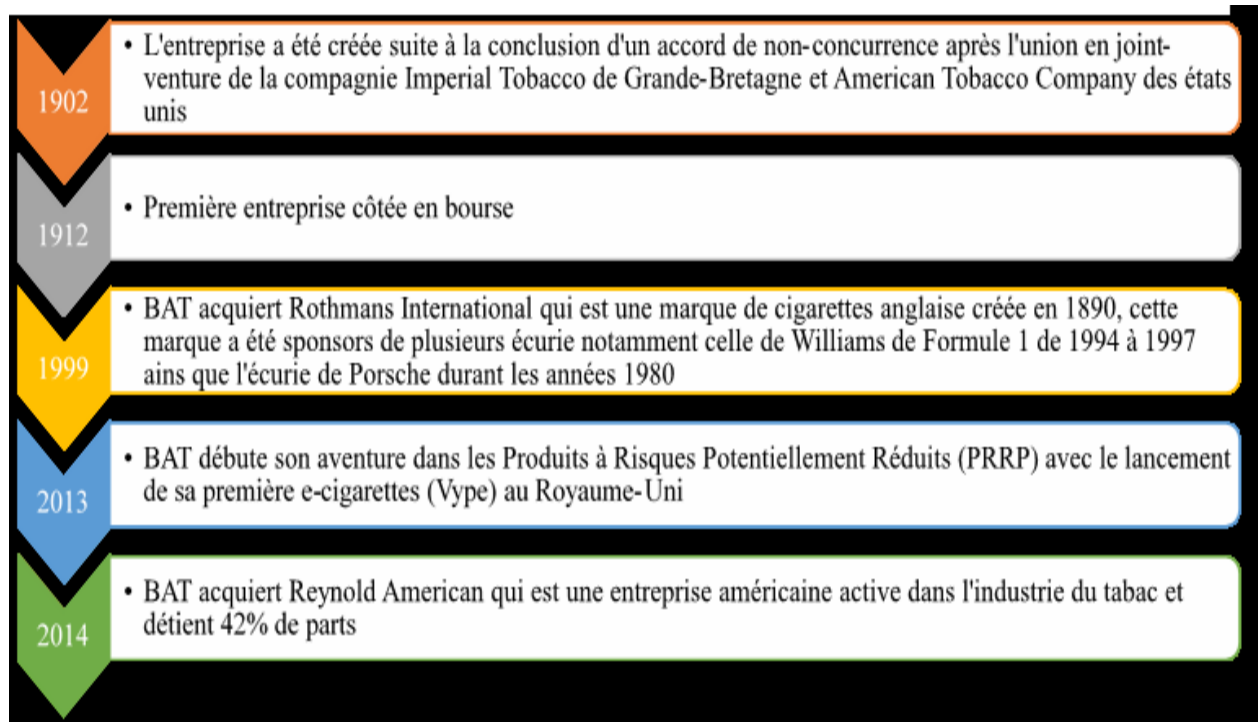 • L'entreprise a été créée suite à la conclusion d'un accord de non-concurrence après l'union en joint-
venture de la compagnie Imperial Tobacco de Grande-Bretagne et American Tobacco Company des états
unis
1902
• Première entreprise côtée en bourse
1912
• BAT acquiert Rothmans International qui est une marque de cigarettes anglaise créée en 1890, cette
marque a été sponsors de plusieurs écurie notamment celle de Williams de Formule 1 de 1994 à 1997
ains que l'écurie de Porsche durant les années 1980
1999
• BAT débute son aventure dans les Produits à Risques Potentiellement Réduits (PRRP) avec le lancement
de sa première e-cigarettes (Vype) au Royaume-Uni
2013
• BAT acquiert Reynold American qui est une entreprise américaine active dans l'industrie du tabac et
détient 42% de parts
2014